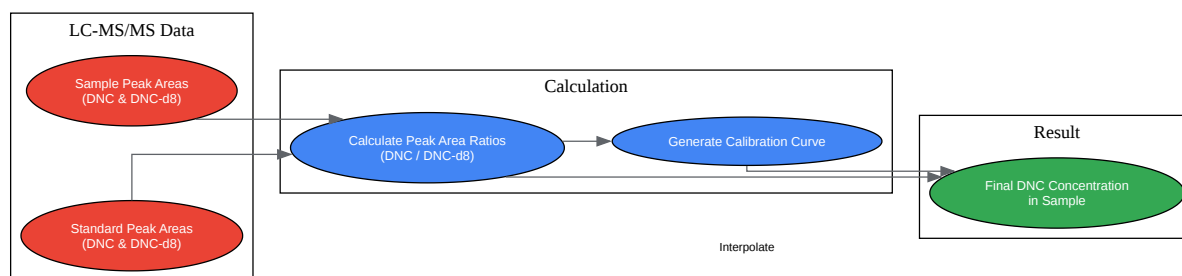 LC-MS/MS Data
Sample Peak Areas
(DNC & DNC-d8)
Standard Peak Areas
(DNC & DNC-d8)
Calculation
Calculate Peak Area Ratios
(DNC / DNC-d8)
Generate Calibration Curve
Result
Final DNC Concentration
in Sample
Interpolate